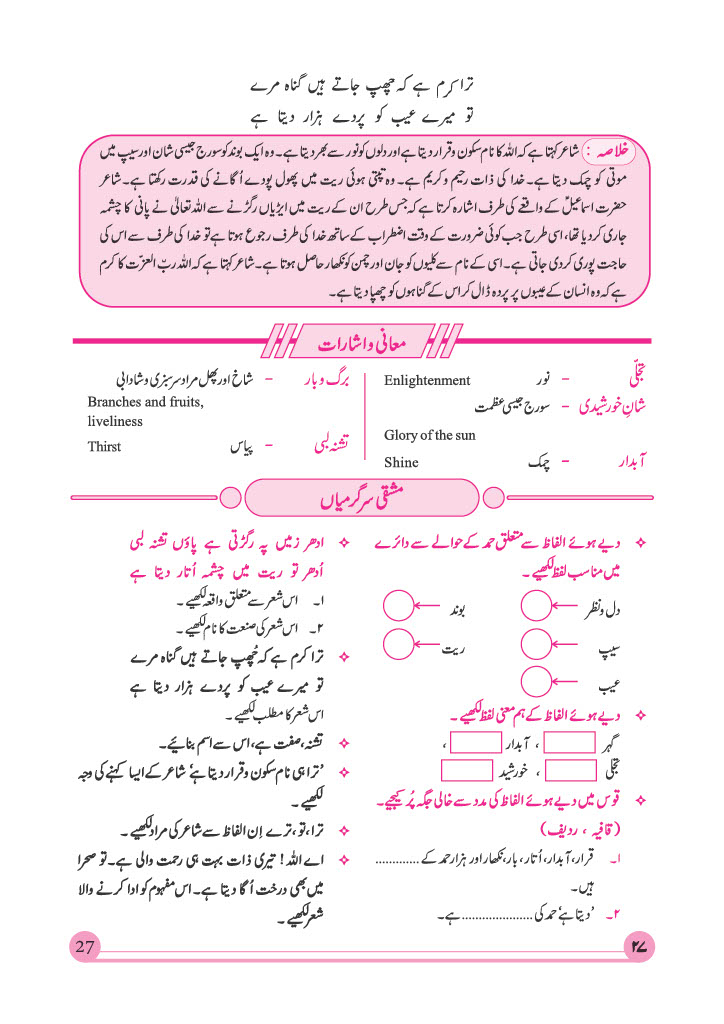 ترا کرم ہے کہ چھپ جاتے ہیں گناہ مرے
تو میرے عیب کو پردے ہزار دیتا ہے
خلاصہ : شاعر کہتا ہے کہ اللہ کا نام سکون و قرار دیتا ہے اور دلوں کو نور سے بھر دیتا ہے۔ وہ ایک بوند کو سورج جیسی شان اور سیپ میں
موتی کو چمک دیتا ہے۔ خدا کی ذات رحیم و کریم ہے۔ وہ تپتی ہوئی ریت میں پھول پودے اُگانے کی قدرت رکھتا ہے۔ شاعر
حضرت اسماعیلؑ کے واقعے کی طرف اشارہ کرتا ہے کہ جس طرح ان کے ریت میں ایڑیاں رگڑنے سے اللہ تعالیٰ نے پانی کا چشمہ
جاری کر دیا تھا، اسی طرح جب کوئی ضرورت کے وقت اضطراب کے ساتھ خدا کی طرف رجوع ہوتا ہے تو خدا کی طرف سے اس کی
حاجت پوری کر دی جاتی ہے۔ اسی کے نام سے کلیوں کو جان اور چمن کو نکھار حاصل ہوتا ہے۔ شاعر کہتا ہے کہ اللہ ربّ العزت کا کرم
ہے کہ وہ انسان کے عیبوں پر پردہ ڈال کر اس کے گناہوں کو چھپا دیتا ہے۔
معانی و اشارات
تجلّی – نور Enlightenment
شانِ خورشیدی – سورج جیسی عظمت
Glory of the sun
آبدار – چمک Shine
برگ و بار – شاخ اور پھل مراد سرسبزی و شادابی
Branches and fruits,
liveliness
تشنہ لبی – پیاس Thirst
مشقی سرگرمیاں
دیے ہوئے الفاظ سے متعلق حمد کے حوالے سے دائرے
میں مناسب لفظ لکھیے۔
دل و نظر بوند
سیپ ریت
عیب
دیے ہوئے الفاظ کے ہم معنی لفظ لکھیے۔
گہر ، آبدار ،
تجلّی ، خورشید
قوس میں دیے ہوئے الفاظ کی مدد سے خالی جگہ پُر کیجیے۔
(قافیہ ، ردیف)
۱۔ قرار، آبدار، اُتار، بار، نکھار اور ہزار حمد کے .............
ہیں۔
۲۔ ’دیتا ہے‘ حمد کی ..................... ہے۔
ادھر زمیں پہ رگڑتی ہے پاؤں تشنہ لبی
اُدھر تو ریت میں چشمہ اُتار دیتا ہے
۱۔ اس شعر سے متعلق واقعہ لکھیے۔
۲۔ اس شعر کی صنعت کا نام لکھیے۔
ترا کرم ہے کہ چُھپ جاتے ہیں گناہ مرے
تو میرے عیب کو پردے ہزار دیتا ہے
اس شعر کا مطلب لکھیے۔
تشنہ، صفت ہے، اس سے اسم بنائیے۔
’ترا ہی نام سکون و قرار دیتا ہے‘ شاعر کے ایسا کہنے کی وجہ
لکھیے۔
ترا، تو، ترے اِن الفاظ سے شاعر کی مراد لکھیے۔
اے اللہ! تیری ذات بہت ہی رحمت والی ہے۔ تو صحرا
میں بھی درخت اُگا دیتا ہے۔ اس مفہوم کو ادا کرنے والا
شعر لکھیے۔
27
۲۷